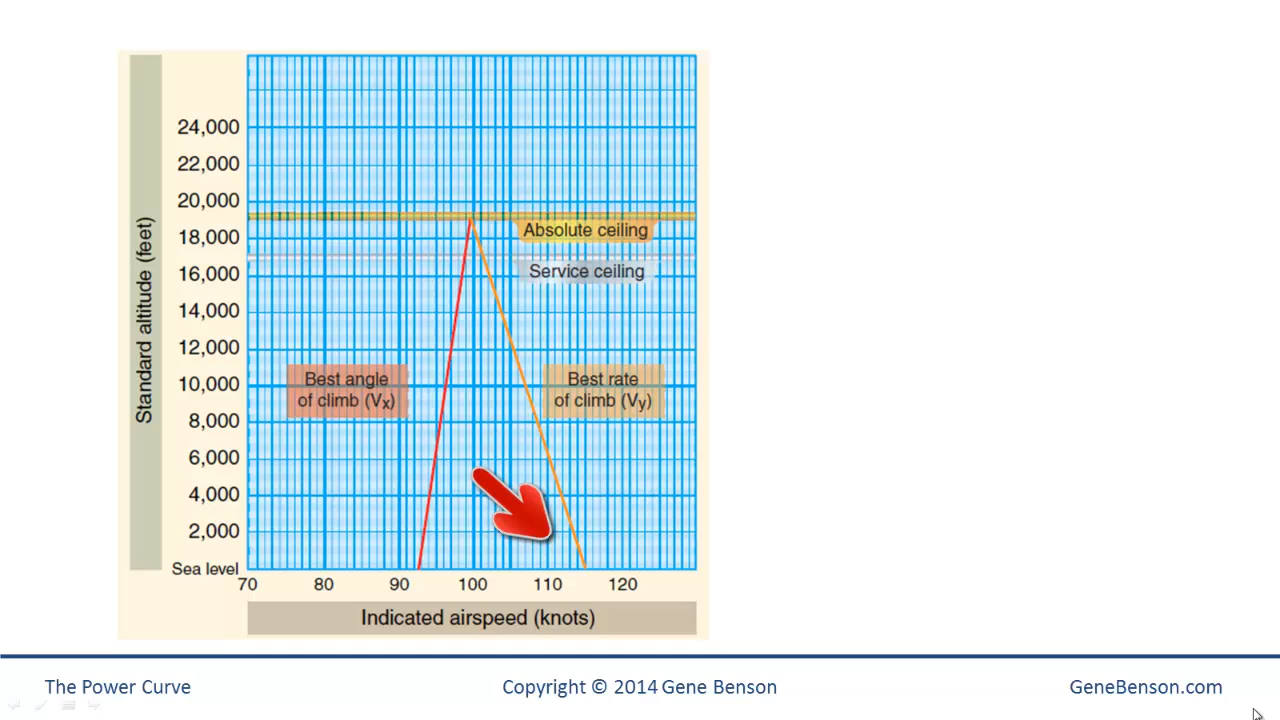 Standard altitude (feet)
24,000
22,000
20,000
18,000
16,000
14,000
12,000
10,000
8,000
6,000
4,000
2,000
Sea level
Absolute ceiling
Service ceiling
Best angle
of climb (Vx)
Best rate
of climb (Vy)
70 80 90 100 110 120
Indicated airspeed (knots)
The Power Curve
Copyright © 2014 Gene Benson
GeneBenson.com